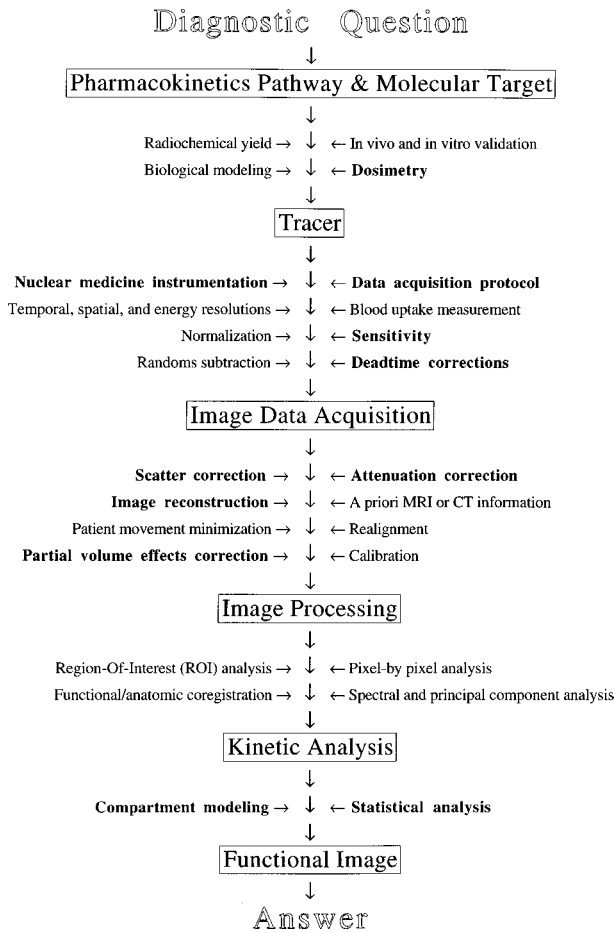 Diagnostic Question
↓
Pharmacokinetics Pathway & Molecular Target
↓
Radiochemical yield → ↓ ← In vivo and in vitro validation
Biological modeling → ↓ ← Dosimetry
↓
Tracer
↓
Nuclear medicine instrumentation → ↓ ← Data acquisition protocol
Temporal, spatial, and energy resolutions → ↓ ← Blood uptake measurement
Normalization → ↓ ← Sensitivity
Randoms subtraction → ↓ ← Deadtime corrections
↓
Image Data Acquisition
↓
Scatter correction → ↓ ← Attenuation correction
Image reconstruction → ↓ ← A priori MRI or CT information
Patient movement minimization → ↓ ← Realignment
Partial volume effects correction → ↓ ← Calibration
↓
Image Processing
↓
Region-Of-Interest (ROI) analysis → ↓ ← Pixel-by pixel analysis
Functional/anatomic coregistration → ↓ ← Spectral and principal component analysis
↓
Kinetic Analysis
↓
Compartment modeling → ↓ ← Statistical analysis
↓
Functional Image
↓
Answer